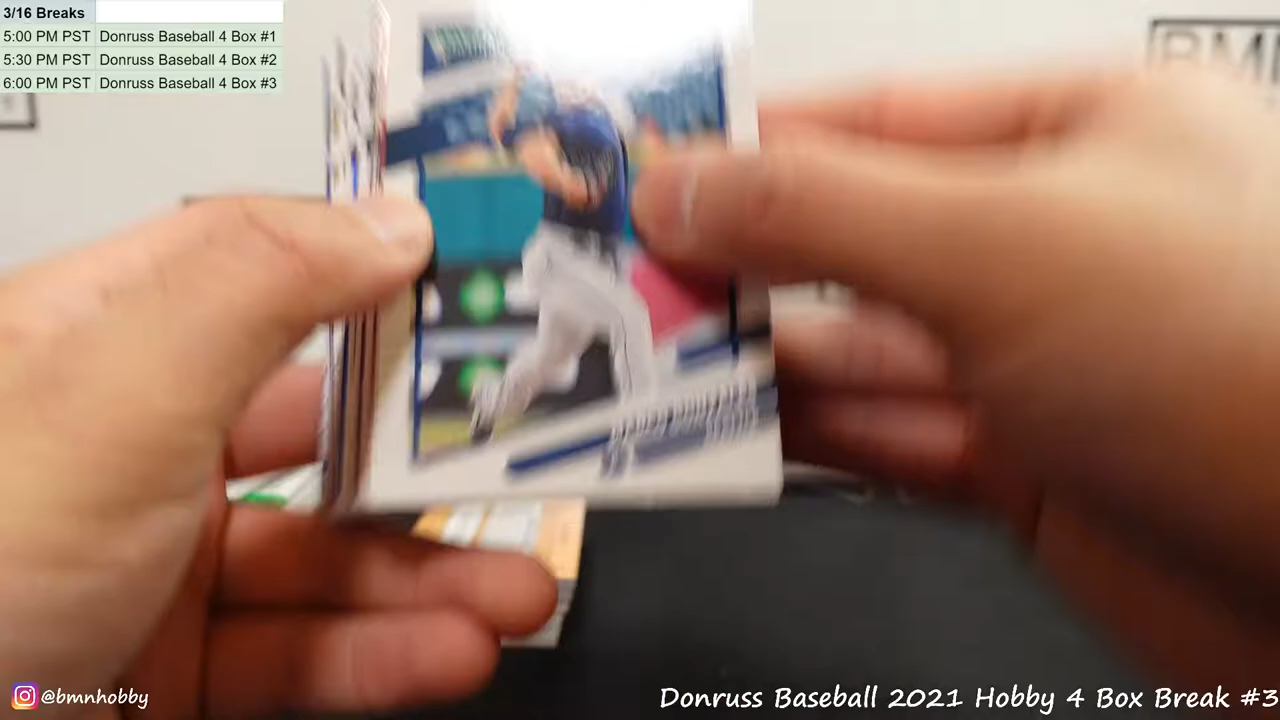 3/16 Breaks
5:00 PM PST Donruss Baseball 4 Box #1
5:30 PM PST Donruss Baseball 4 Box #2
6:00 PM PST Donruss Baseball 4 Box #3
@bmnhobby
Donruss Baseball 2021 Hobby 4 Box Break #3